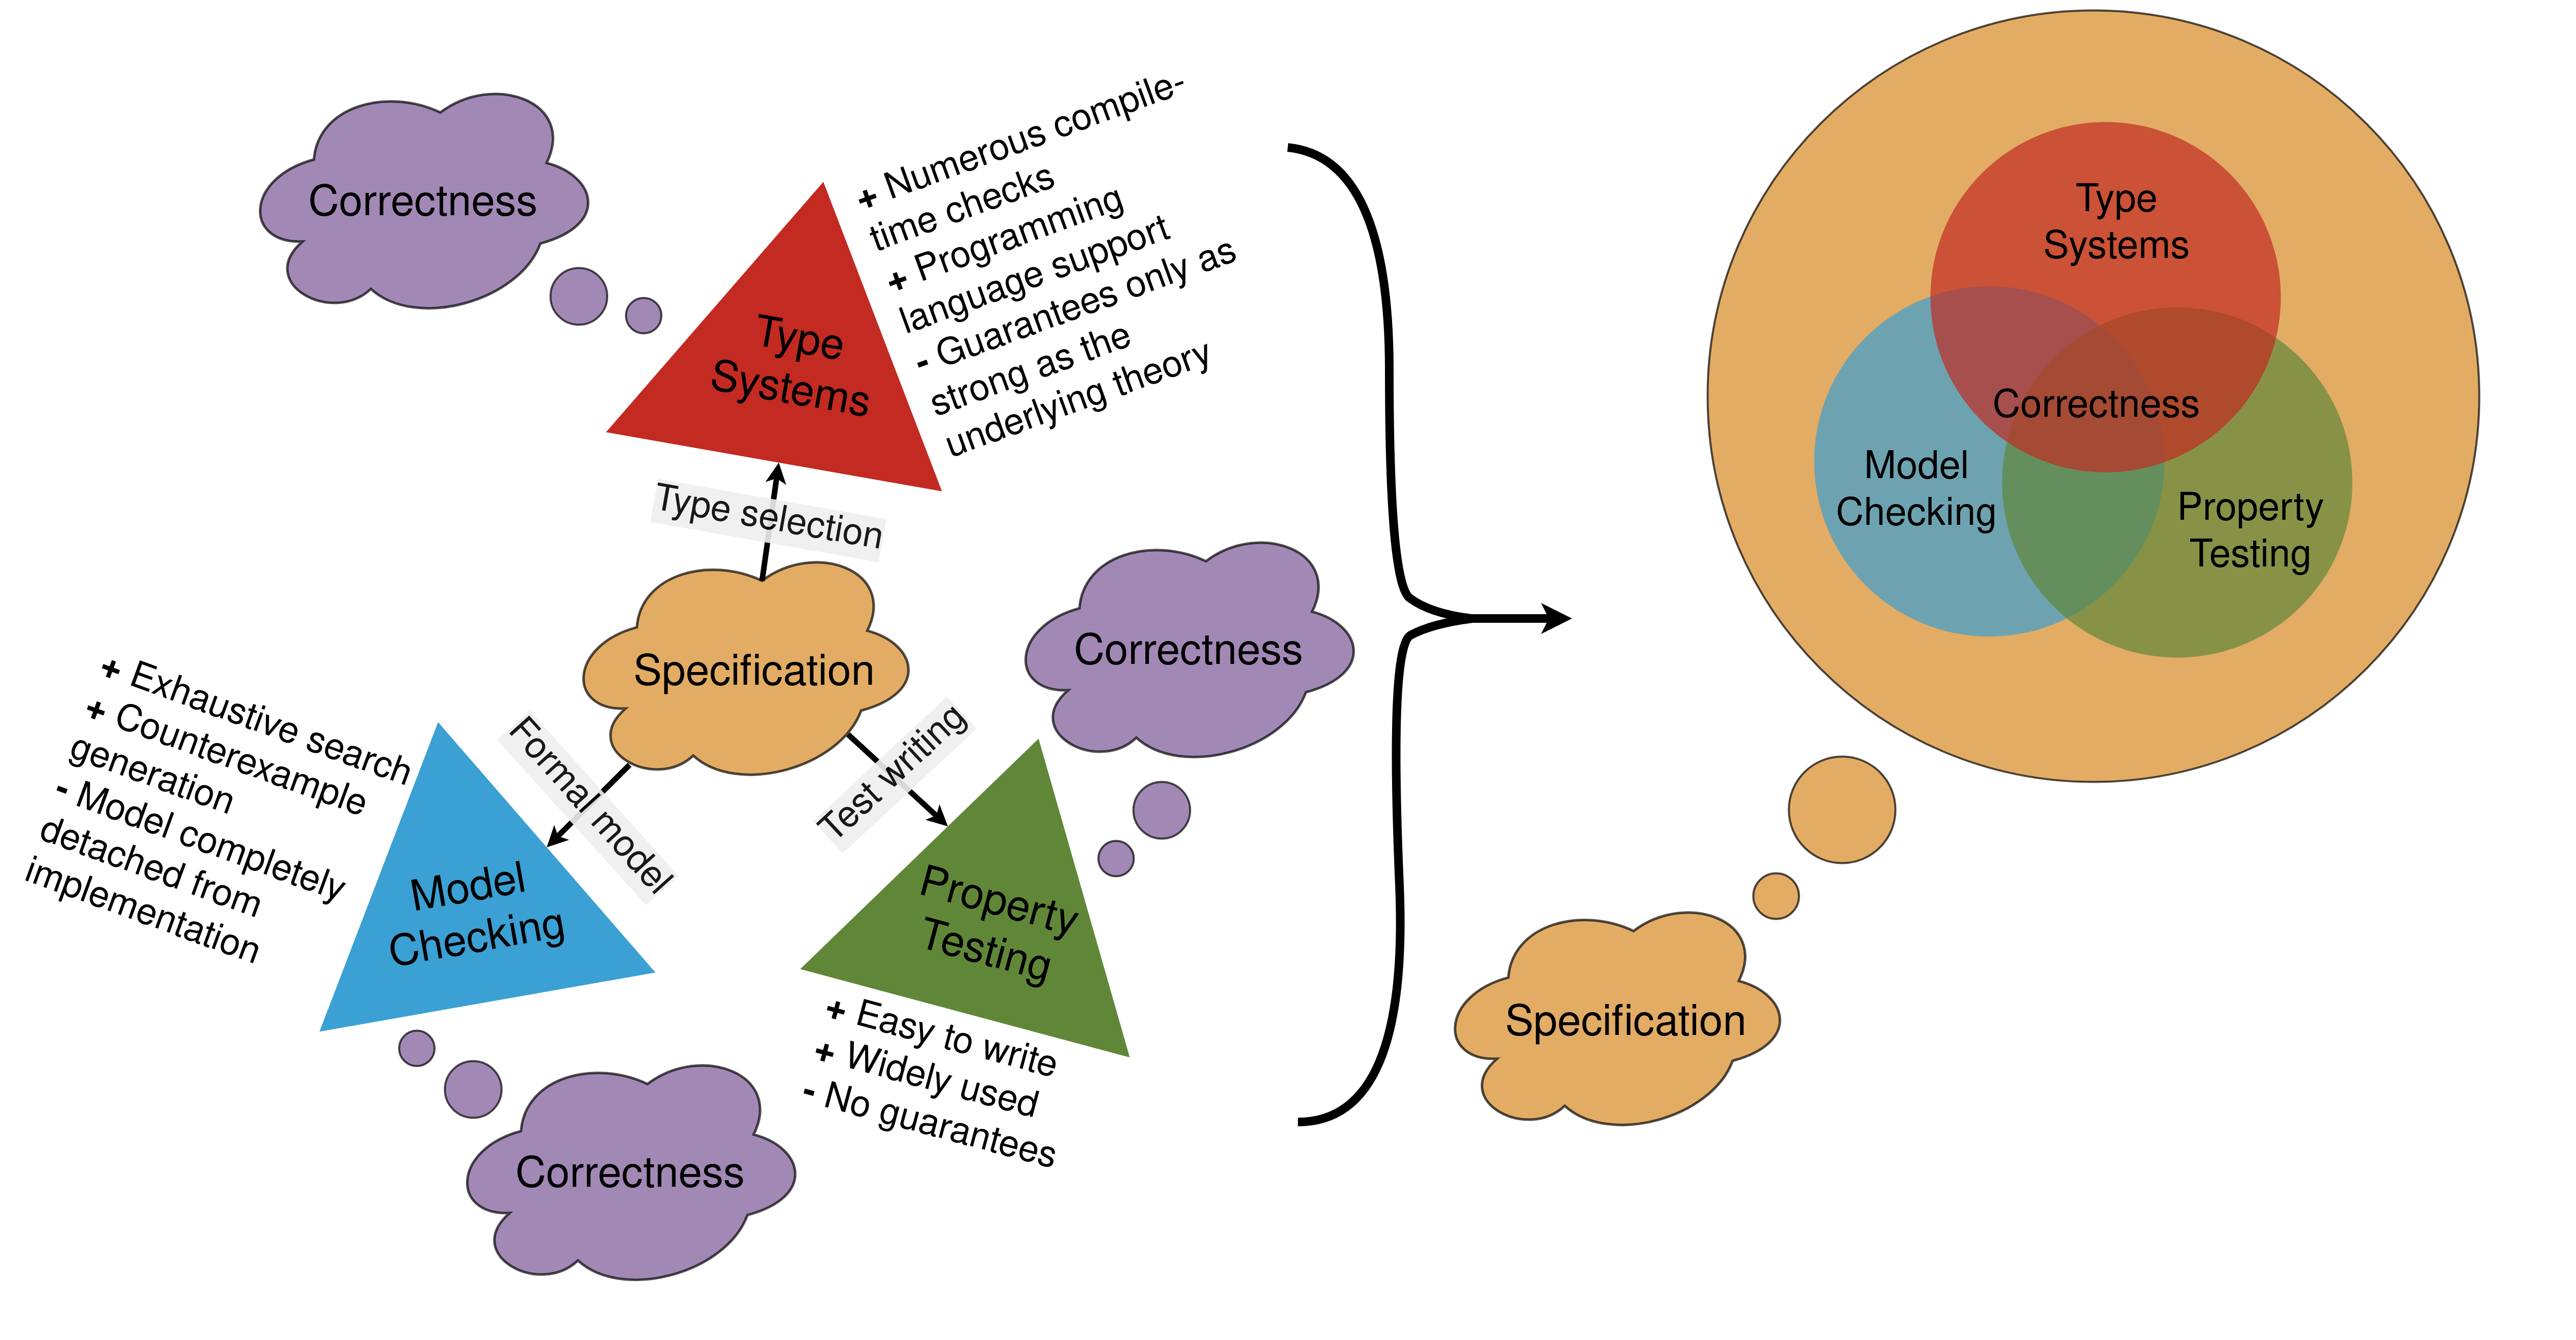 Correctness
+ Numerous compile-
time checks
+ Programming
language support
- Guarantees only as
strong as the
underlying theory
Type
Systems
Type selection
Specification
Correctness
Formal model
Test writing
+ Exhaustive search
+ Counterexample
generation
- Model completely
detached from
implementation
Model
Checking
Property
Testing
+ Easy to write
+ Widely used
- No guarantees
Correctness
Type
Systems
Correctness
Model
Checking
Property
Testing
Specification